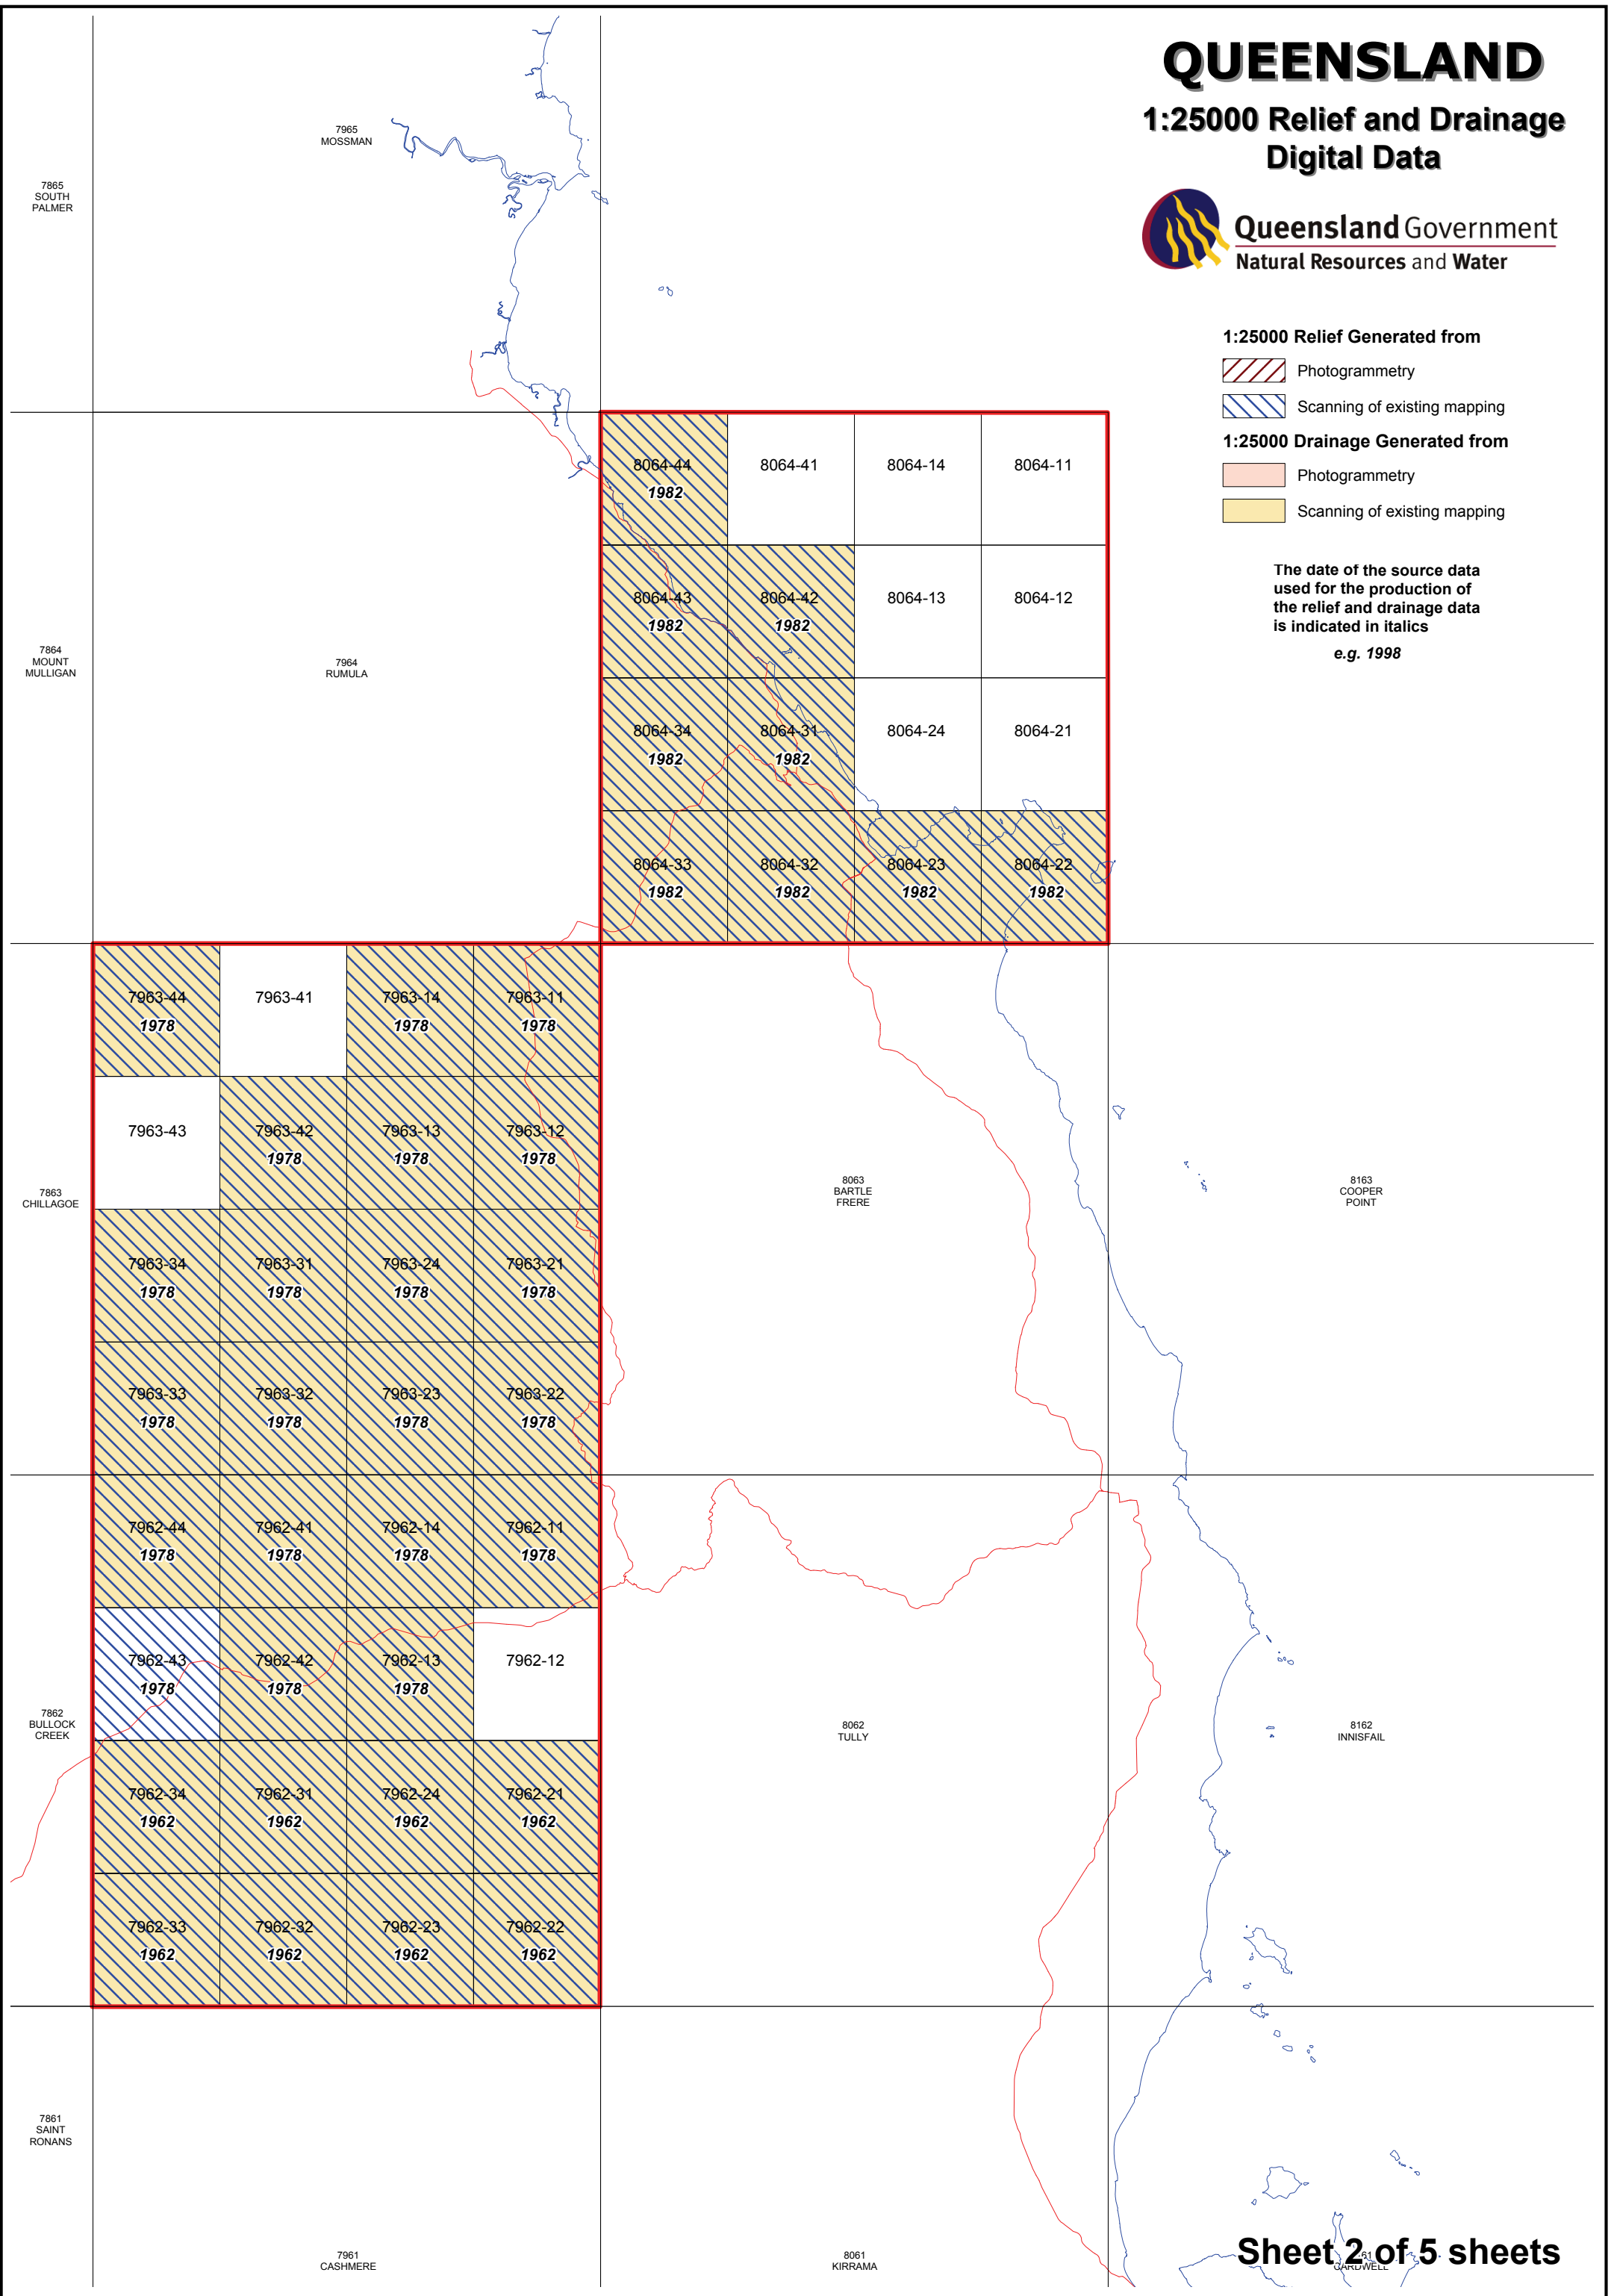 QUEENSLAND
1:25000 Relief and Drainage
Digital Data
Queensland Government
Natural Resources and Water
1:25000 Relief Generated from
Photogrammetry
Scanning of existing mapping
1:25000 Drainage Generated from
Photogrammetry
Scanning of existing mapping
The date of the source data
used for the production of
the relief and drainage data
is indicated in italics
e.g. 1998
7965
MOSSMAN
7865
SOUTH
PALMER
7864
MOUNT
MULLIGAN
7964
RUMULA
8064-44
1982
8064-41
8064-14
8064-11
8064-43
1982
8064-42
1982
8064-13
8064-12
8064-34
1982
8064-31
1982
8064-24
8064-21
8064-33
1982
8064-32
1982
8064-23
1982
8064-22
1982
7963-44
1978
7963-41
7963-14
1978
7963-11
1978
7963-43
7963-42
1978
7963-13
1978
7963-12
1978
7863
CHILLAGOE
8063
BARTLE
FRERE
8163
COOPER
POINT
7963-34
1978
7963-31
1978
7963-24
1978
7963-21
1978
7963-33
1978
7963-32
1978
7963-23
1978
7963-22
1978
7962-44
1978
7962-41
1978
7962-14
1978
7962-11
1978
7962-43
1978
7962-42
1978
7962-13
1978
7962-12
7862
BULLOCK
CREEK
8062
TULLY
8162
INNISFAIL
7962-34
1962
7962-31
1962
7962-24
1962
7962-21
1962
7962-33
1962
7962-32
1962
7962-23
1962
7962-22
1962
7861
SAINT
RONANS
7961
CASHMERE
8061
KIRRAMA
CARDWELL
Sheet 2 of 5 sheets